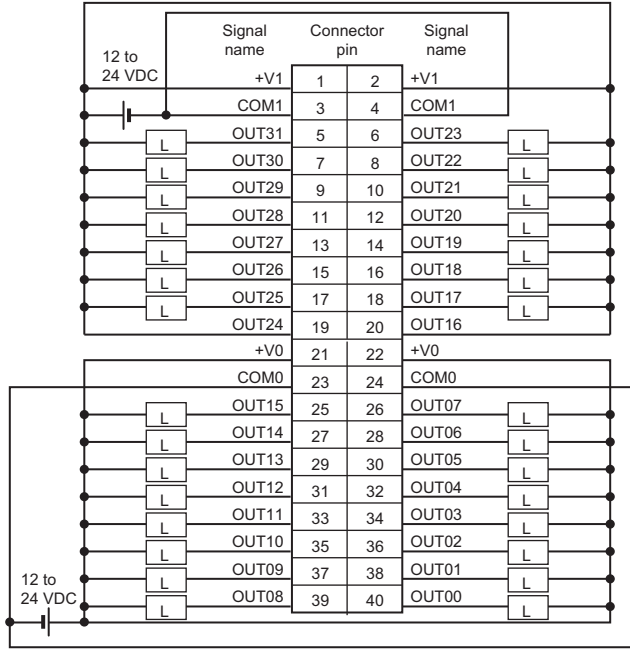 Signal name Connector pin Signal name
12 to 24 VDC
+V1 1 2 +V1
COM1 3 4 COM1
L OUT31 5 6 OUT23 L
L OUT30 7 8 OUT22 L
L OUT29 9 10 OUT21 L
L OUT28 11 12 OUT20 L
L OUT27 13 14 OUT19 L
L OUT26 15 16 OUT18 L
L OUT25 17 18 OUT17 L
OUT24 19 20 OUT16
+V0 21 22 +V0
COM0 23 24 COM0
L OUT15 25 26 OUT07 L
L OUT14 27 28 OUT06 L
L OUT13 29 30 OUT05 L
L OUT12 31 32 OUT04 L
L OUT11 33 34 OUT03 L
L OUT10 35 36 OUT02 L
L OUT09 37 38 OUT01 L
12 to 24 VDC
L OUT08 39 40 OUT00 L